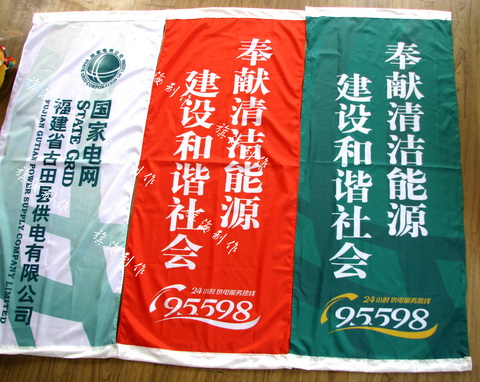 国家电网
STATE GRID
福建省古田县供电有限公司
FUJIAN GUTIAN POWER SUPPLY COMPANY LIMITED
奉献清洁能源
建设和谐社会
24小时供电服务热线
95598
奉献清洁能源
建设和谐社会
24小时供电服务热线
95598